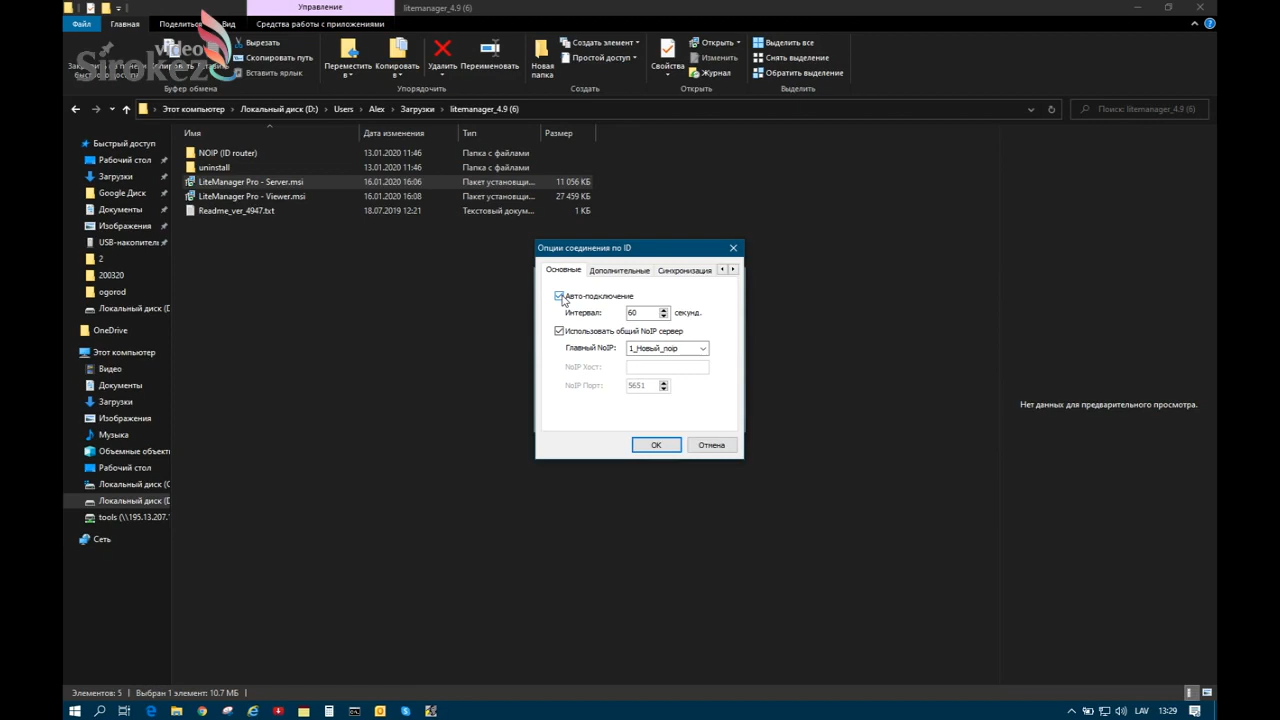 Управление
litemanager_4.9 (6)
Файл
Главная
Поделиться
Вид
Средства работы с приложениями
video
Sirokez
Вырезать
Скопировать путь
Вставить ярлык
Буфер обмена
Переместить в
Копировать в
Удалить
Переименовать
Упорядочить
Новая папка
Создать элемент
Простой доступ
Создать
Свойства
Открыть
Изменить
Журнал
Открыть
Выделить все
Снять выделение
Обратить выделение
Выделить
Этот компьютер › Локальный диск (D:) › Users › Alex › Загрузки › litemanager_4.9 (6)
Поиск: litemanager_4.9 (6)
Имя Дата изменения Тип Размер
NOIP (ID router) 13.01.2020 11:46 Папка с файлами
uninstall 13.01.2020 11:46 Папка с файлами
LiteManager Pro - Server.msi 16.01.2020 16:06 Пакет установщи... 11 056 КБ
LiteManager Pro - Viewer.msi 16.01.2020 16:08 Пакет установщи... 27 459 КБ
Readme_ver_4947.txt 18.07.2019 12:21 Текстовый докум... 1 КБ
Быстрый доступ
Рабочий стол
Загрузки
Google Диск
Документы
Изображения
USB-накопитель
2
200320
ogorod
Локальный диск (
OneDrive
Этот компьютер
Видео
Документы
Загрузки
Изображения
Музыка
Объемные объект
Рабочий стол
Локальный диск (C
Локальный диск (D
tools (\\195.13.207.1
Сеть
Опции соединения по ID
Основные Дополнительные Синхронизация
Авто-подключение
Интервал: 60 секунд.
Использовать общий NoIP сервер
Главный NoIP: 1_Новый_noip
NoIP Хост:
NoIP Порт: 5651
OK Отмена
Нет данных для предварительного просмотра.
Элементов: 5 Выбран 1 элемент: 10.7 МБ
LAV 13:29